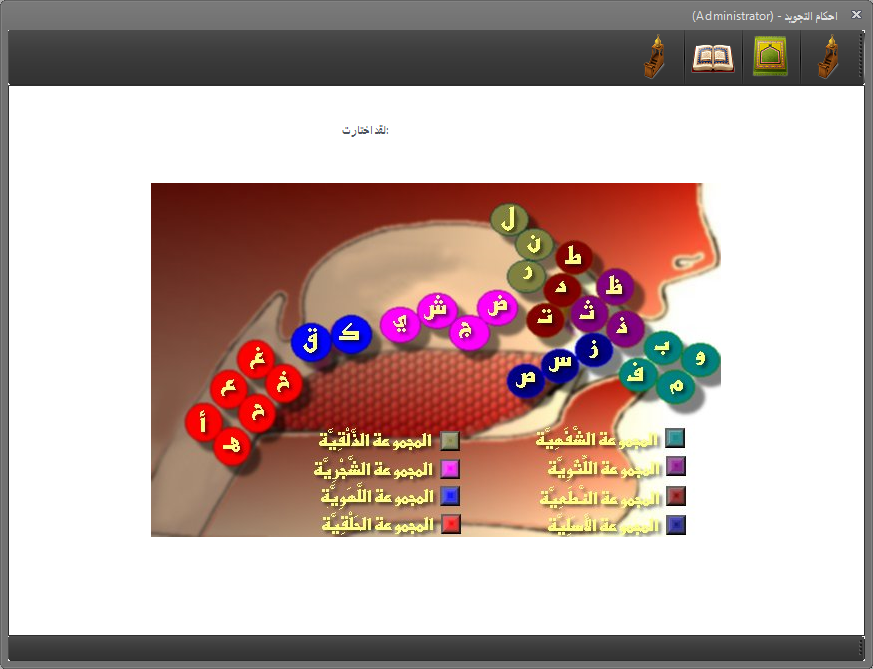 احكام التجويد - (Administrator)
لقد اختارت:
ل
ن
ر
ط
د
ت
ظ
ث
ذ
ض
ش
ج
ي
ك
ق
ز
س
ص
ب
و
ف
م
غ
خ
ع
ح
أ
هـ
المجموعة الشَّفَهِيَّة
المجموعة الذَّلْقِيَّة
المجموعة اللِّثَوِيَّة
المجموعة الشَّجْرِيَّة
المجموعة النِّطْعِيَّة
المجموعة اللَّهَوِيَّة
المجموعة الأَسَلِيَّة
المجموعة الحَلْقِيَّة